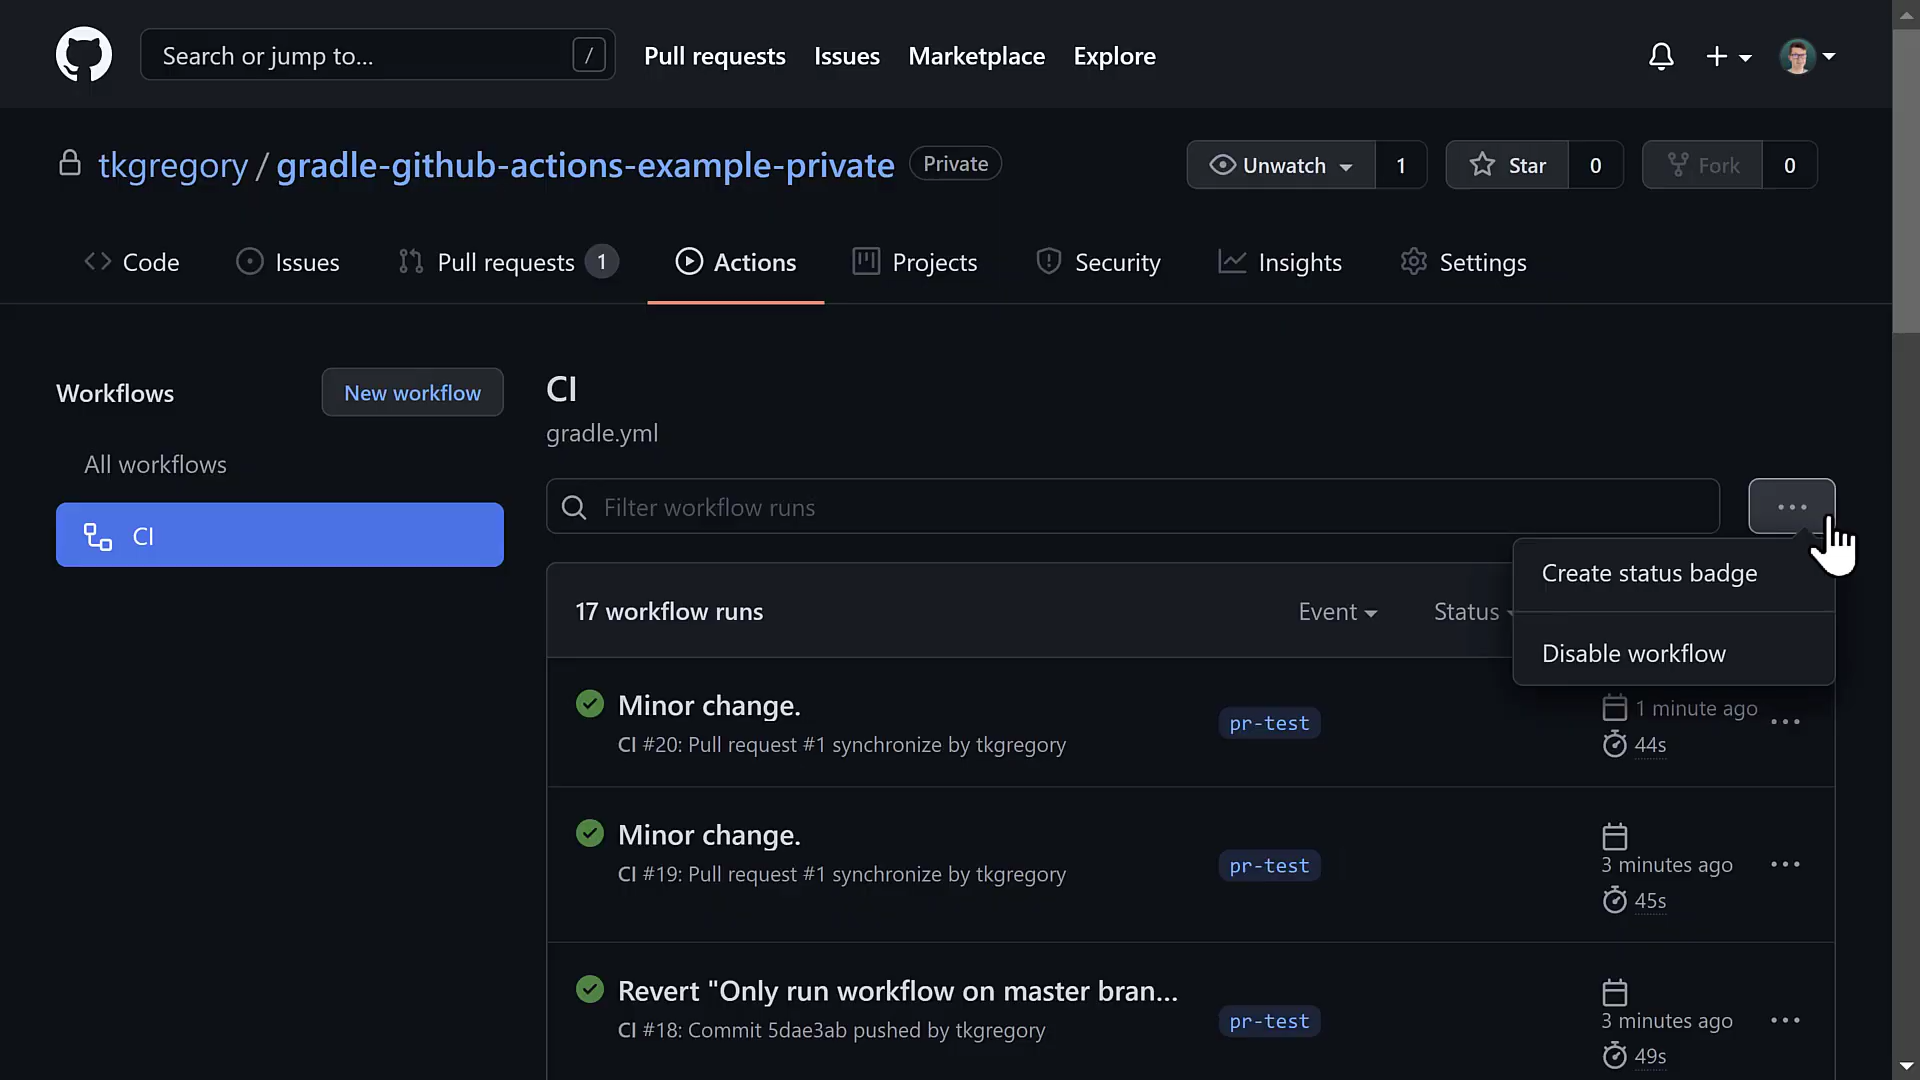 Search or jump to... /
Pull requests Issues Marketplace Explore
tkgregory / gradle-github-actions-example-private Private
Unwatch 1 Star 0 Fork 0
Code Issues Pull requests 1 Actions Projects Security Insights Settings
Workflows New workflow
All workflows
CI
CI
gradle.yml
Filter workflow runs
Create status badge
Disable workflow
17 workflow runs Event Status
Minor change.
CI #20: Pull request #1 synchronize by tkgregory
pr-test
1 minute ago
44s
Minor change.
CI #19: Pull request #1 synchronize by tkgregory
pr-test
3 minutes ago
45s
Revert "Only run workflow on master bran...
CI #18: Commit 5dae3ab pushed by tkgregory
pr-test
3 minutes ago
49s